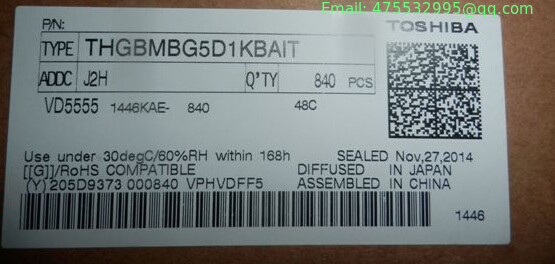 Email: 475532995@qq.com
P/N:
TOSHIBA
TYPE THGBMBG5D1KBAIT
ADDC J2H Q'TY 840 PCS
VD5555 1446KAE- 840 48C
Use under 30degC/60%RH within 168h SEALED Nov,27,2014
[[G]]/RoHS COMPATIBLE DIFFUSED IN JAPAN
(Y) 205D9373 000840 VPHVDFF5 ASSEMBLED IN CHINA
1446